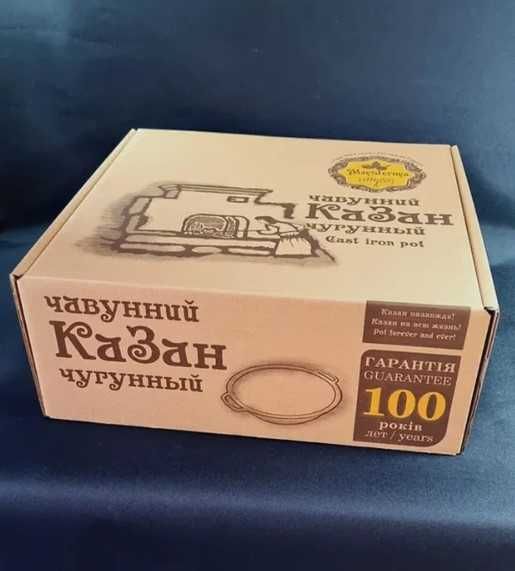 Maysternya
чавунний
КаЗан
чугунный
Cast iron pot
чавунний
КаЗан
чугунный
Казан назавжди!
Казан на всю жизнь!
Pot forever and ever!
ГАРАНТІЯ
GUARANTEE
100
років
лет / years